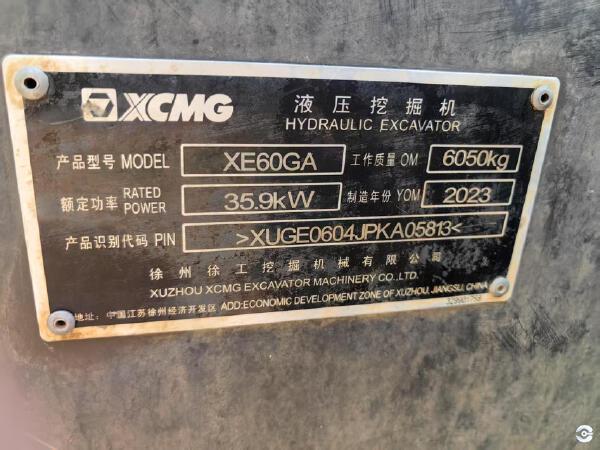 XCMG 液压挖掘机
HYDRAULIC EXCAVATOR
产品型号 MODEL XE60GA 工作质量 OM 6050kg
额定功率 RATED POWER 35.9kW 制造年份 YOM 2023
产品识别代码 PIN >XUGE0604JPKA05813<
徐州徐工挖掘机械有限公司
XUZHOU XCMG EXCAVATOR MACHINERY CO.,LTD.
地址: 中国江苏徐州经济开发区 ADD:ECONOMIC DEVELOPMENT ZONE OF XUZHOU, JIANGSU, CHINA